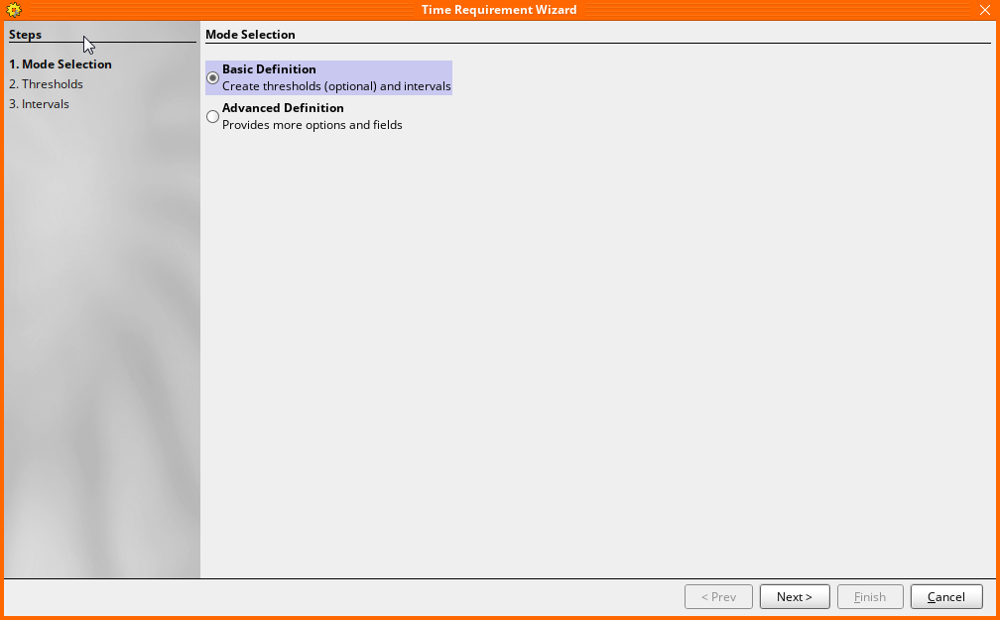 Time Requirement Wizard
Steps
1. Mode Selection
2. Thresholds
3. Intervals
Mode Selection
Basic Definition
Create thresholds (optional) and intervals
Advanced Definition
Provides more options and fields
< Prev
Next >
Finish
Cancel